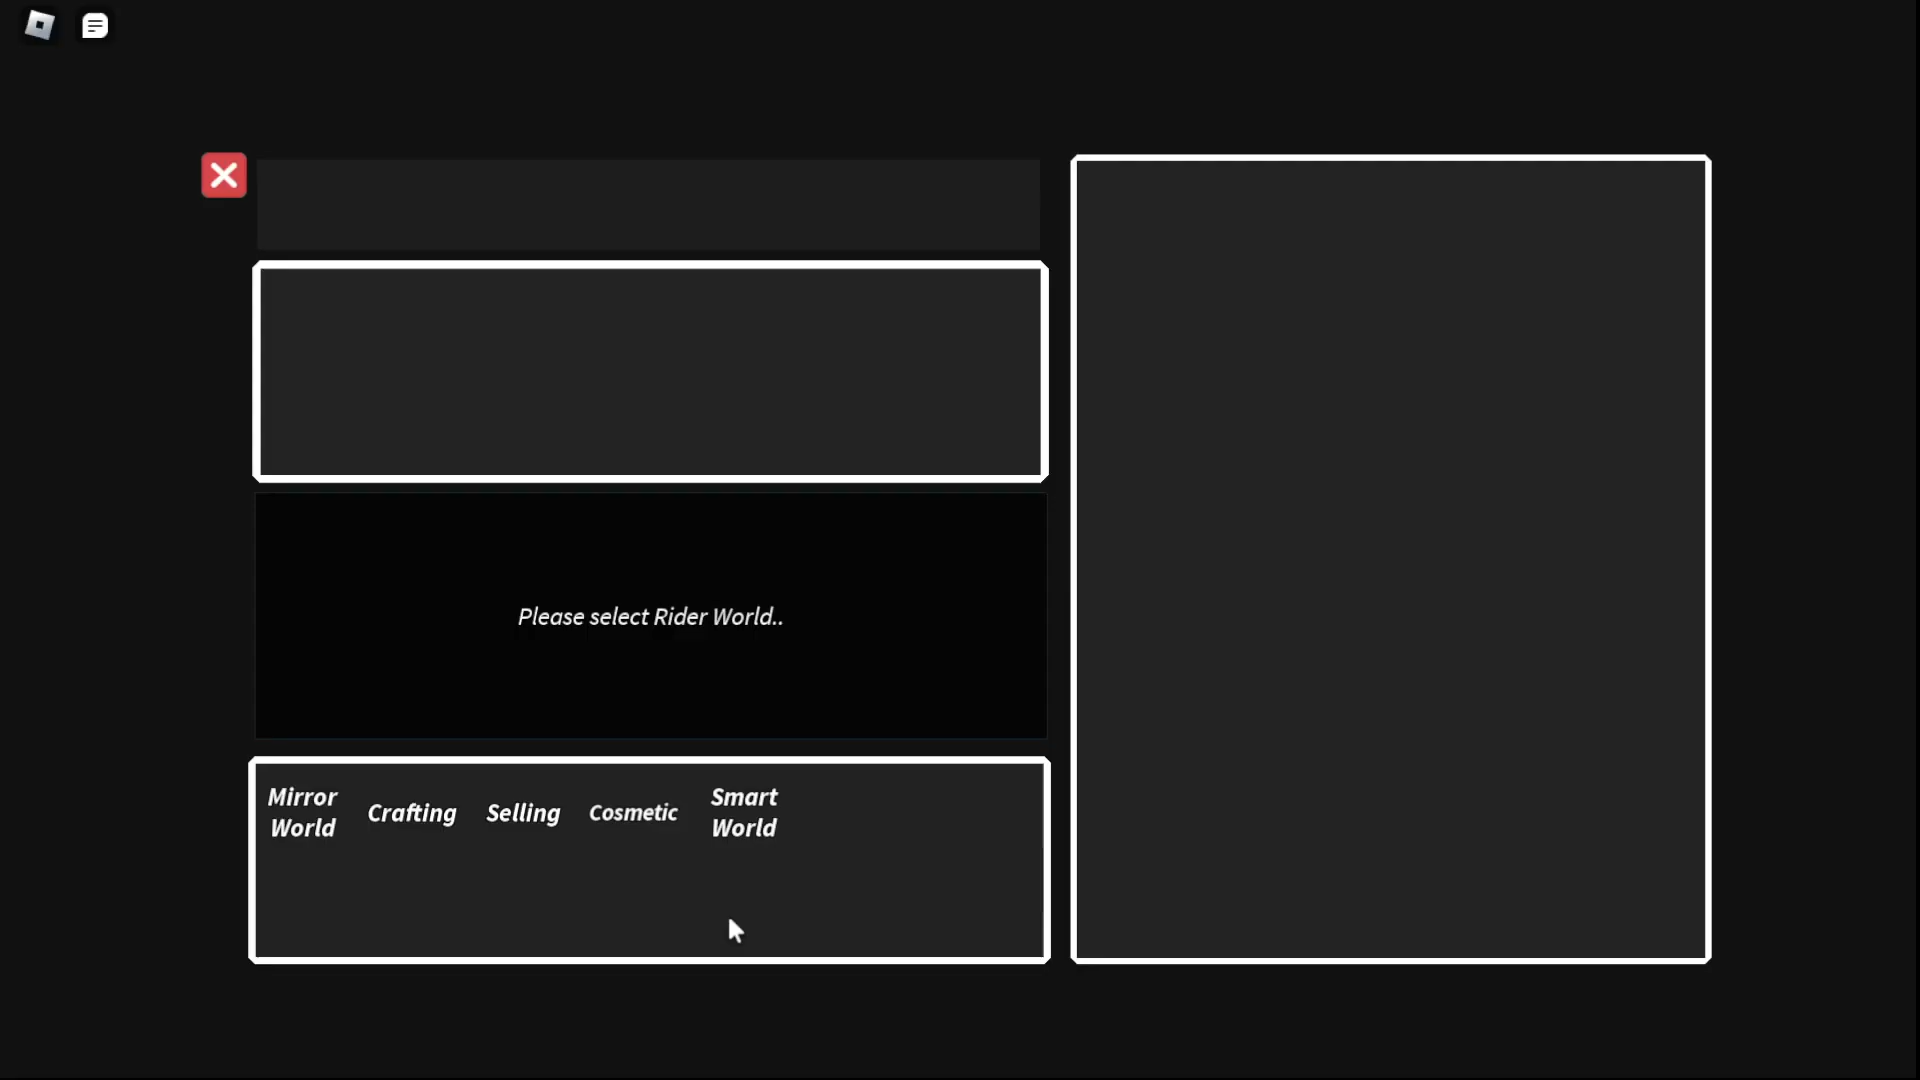 Please select Rider World..
Mirror World
Crafting
Selling
Cosmetic
Smart World